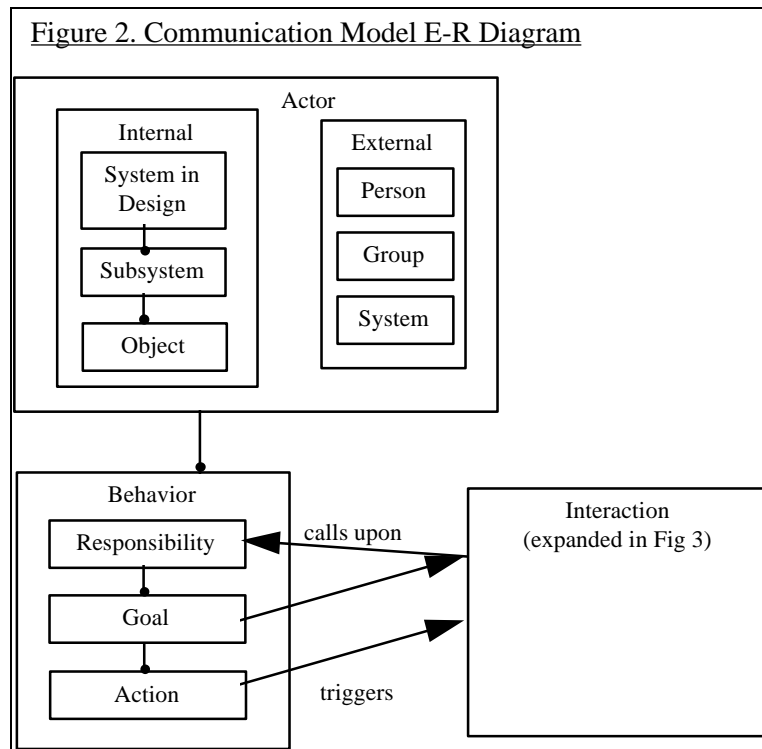 Figure 2. Communication Model E-R Diagram
Actor
Internal
System in
Design
Subsystem
Object
External
Person
Group
System
Behavior
Responsibility
Goal
Action
calls upon
triggers
Interaction
(expanded in Fig 3)